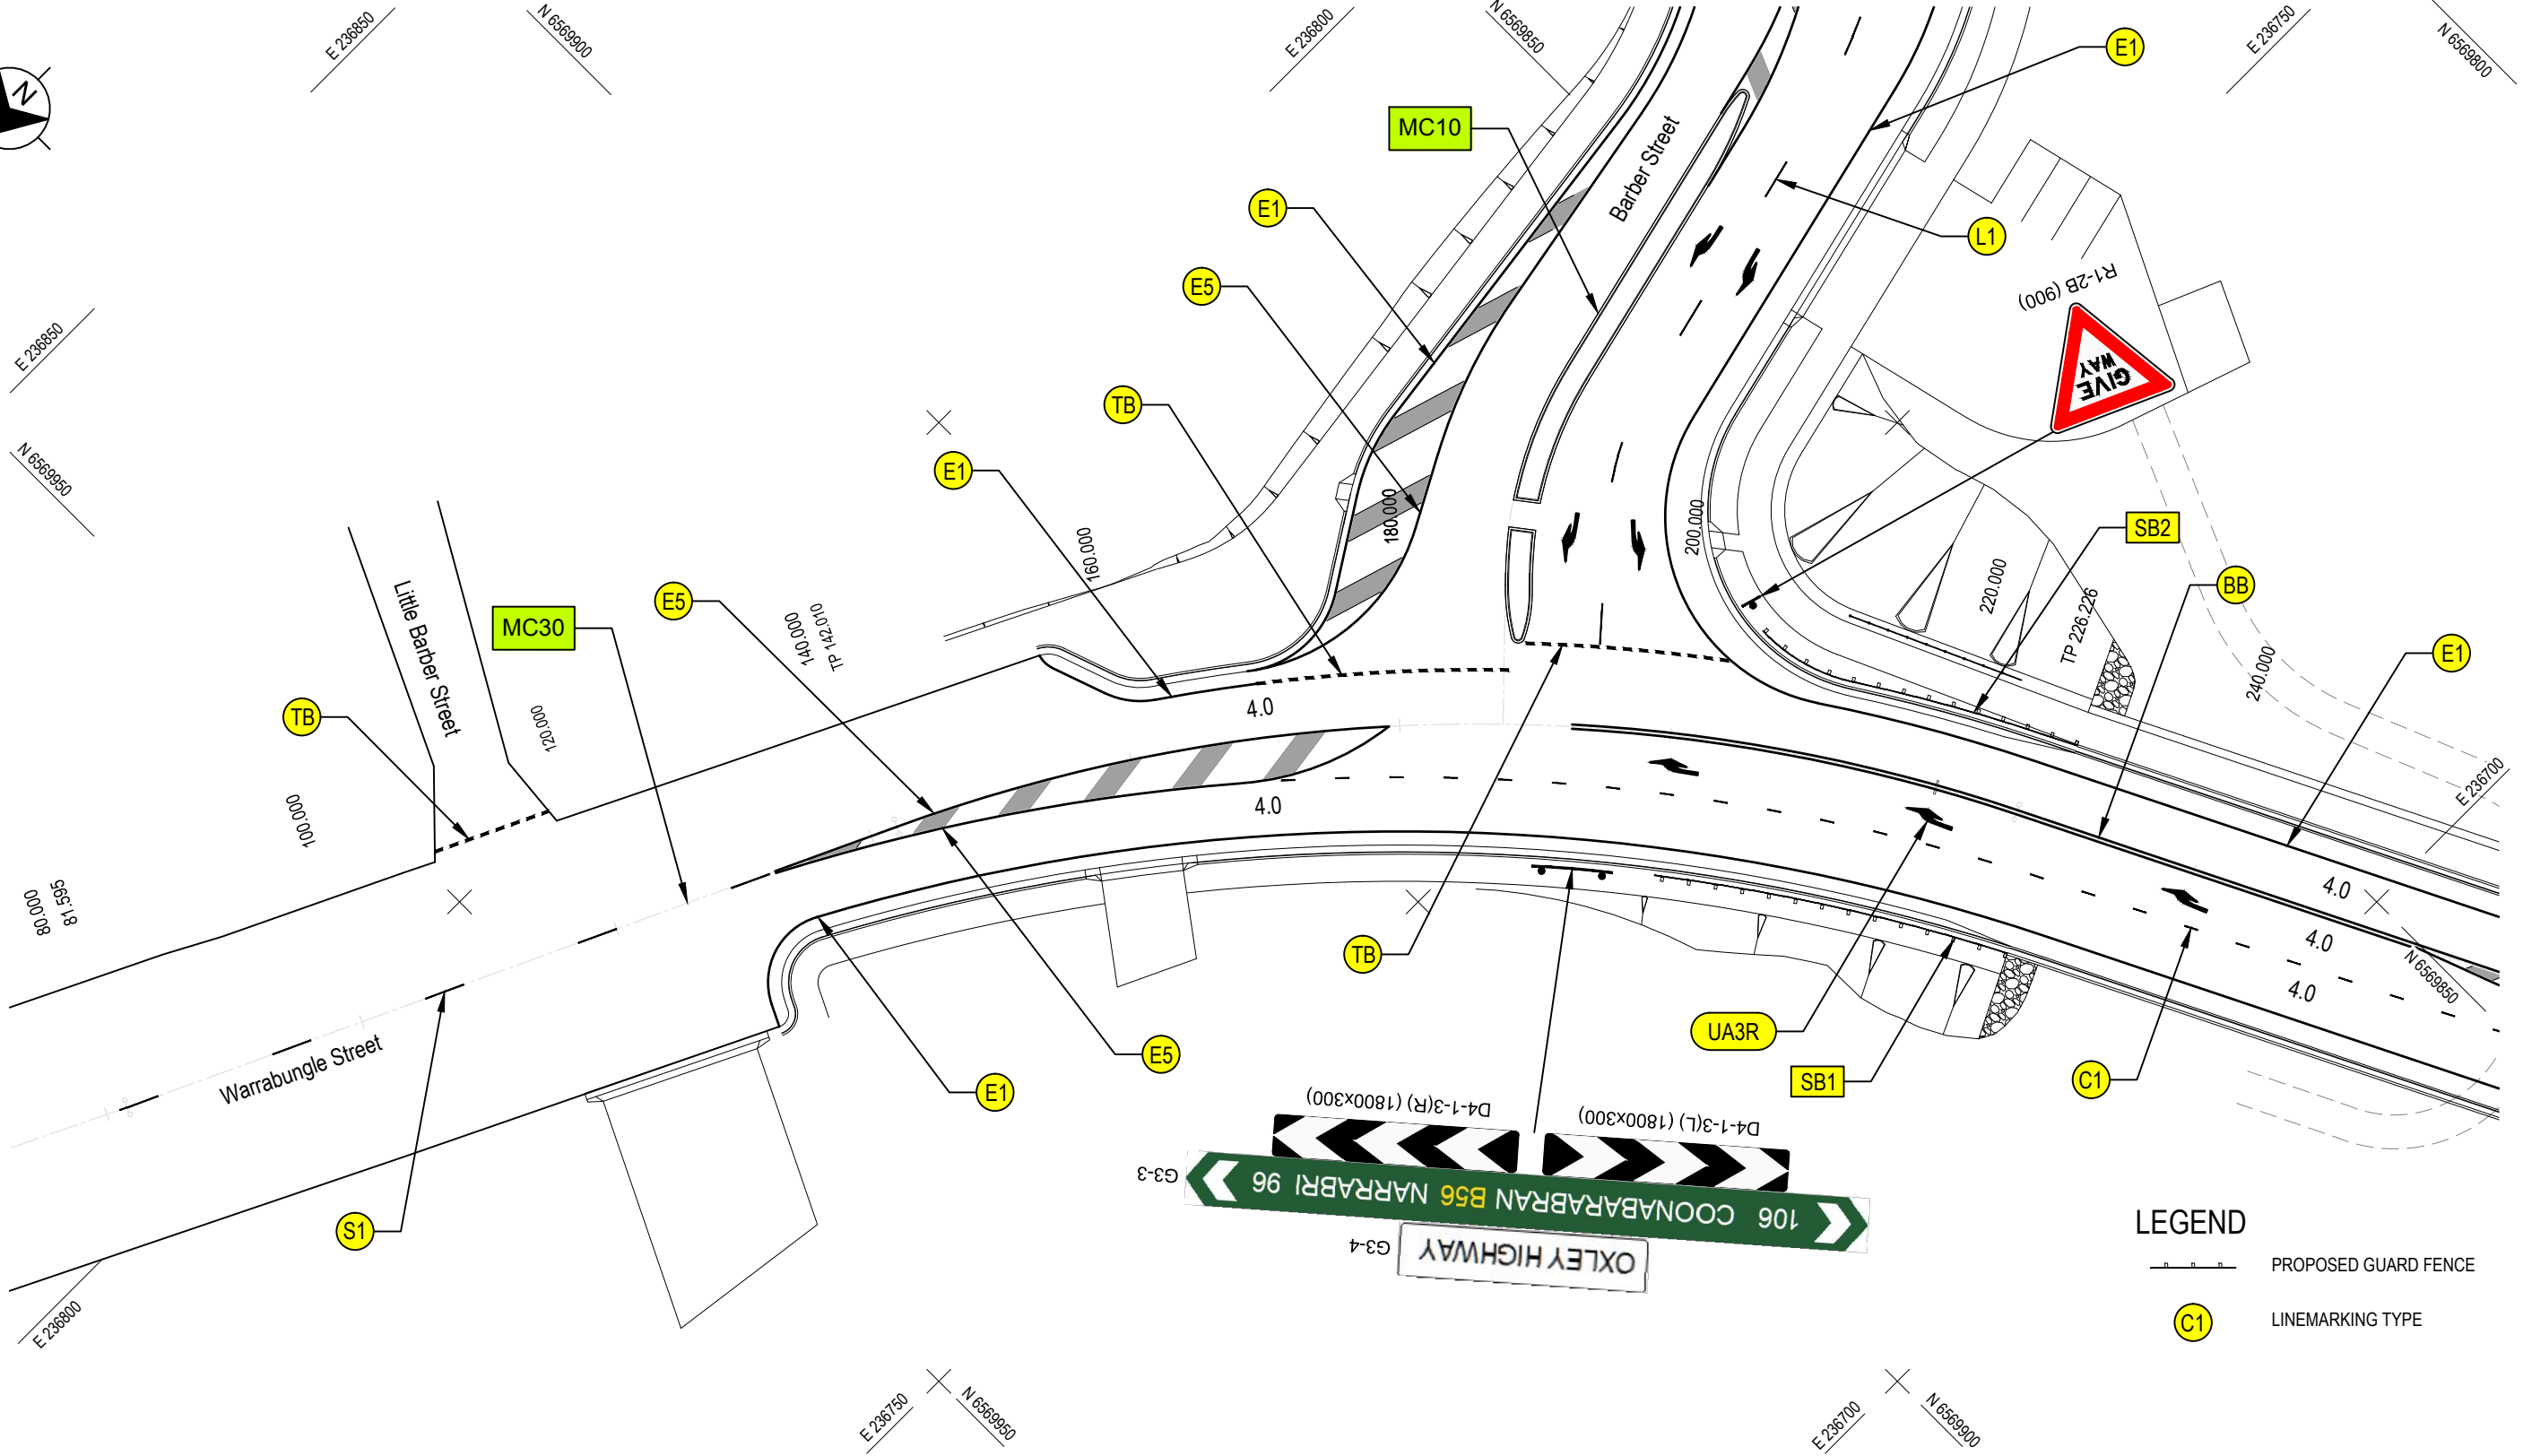 E 236850
N 6569900
E 236800
N 6569850
E 236750
N 6569800
N
E1
MC10
Barber Street
E1
L1
E5
R1-2B (900)
GIVE
WAY
E 236850
TB
E1
N 6569950
180.000
200.000
SB2
160.000
Little Barber Street
E5
MC30
140.000
TP 142.010
220.000
TP 226.226
BB
E1
240.000
TB
120.000
4.0
100.000
4.0
E 236700
80.000
81.595
4.0
4.0
4.0
N 6569850
TB
UA3R
SB1
C1
Warrabungle Street
E5
E1
S1
D4-1-3(R) (1800x300)
D4-1-3(L) (1800x300)
G3-3
106 COONABARABRAN B56 NARRABRI 96
G3-4
OXLEY HIGHWAY
LEGEND
PROPOSED GUARD FENCE
C1 LINEMARKING TYPE
E 236800
E 236750
N 6569950
E 236700
N 6569900